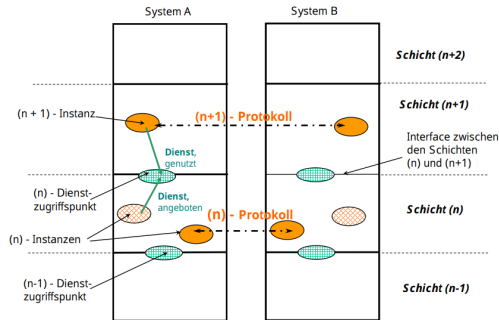 System A
System B
Schicht (n+2)
(n + 1) - Instanz
(n+1) - Protokoll
Schicht (n+1)
Interface zwischen
den Schichten
(n) und (n+1)
Dienst,
genutzt
(n) - Dienst-
zugriffspunkt
Dienst,
angeboten
(n) - Protokoll
Schicht (n)
(n) - Instanzen
(n-1) - Dienst-
zugriffspunkt
Schicht (n-1)